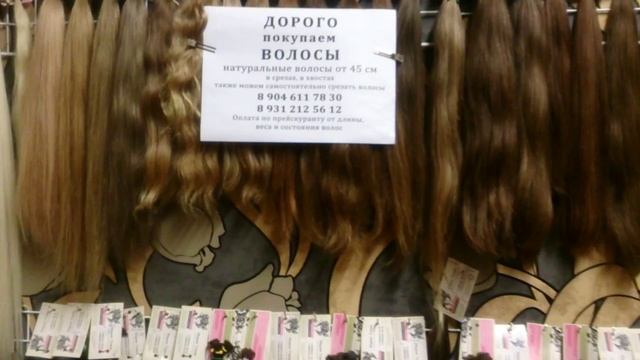 ДОРОГО
покупаем
ВОЛОСЫ
натуральные волосы от 45 см
в срезах, в хвостах
также можем самостоятельно срезать волосы
8 904 611 78 30
8 931 212 56 12
Оплата по прейскуранту от длины,
веса и состояния волос